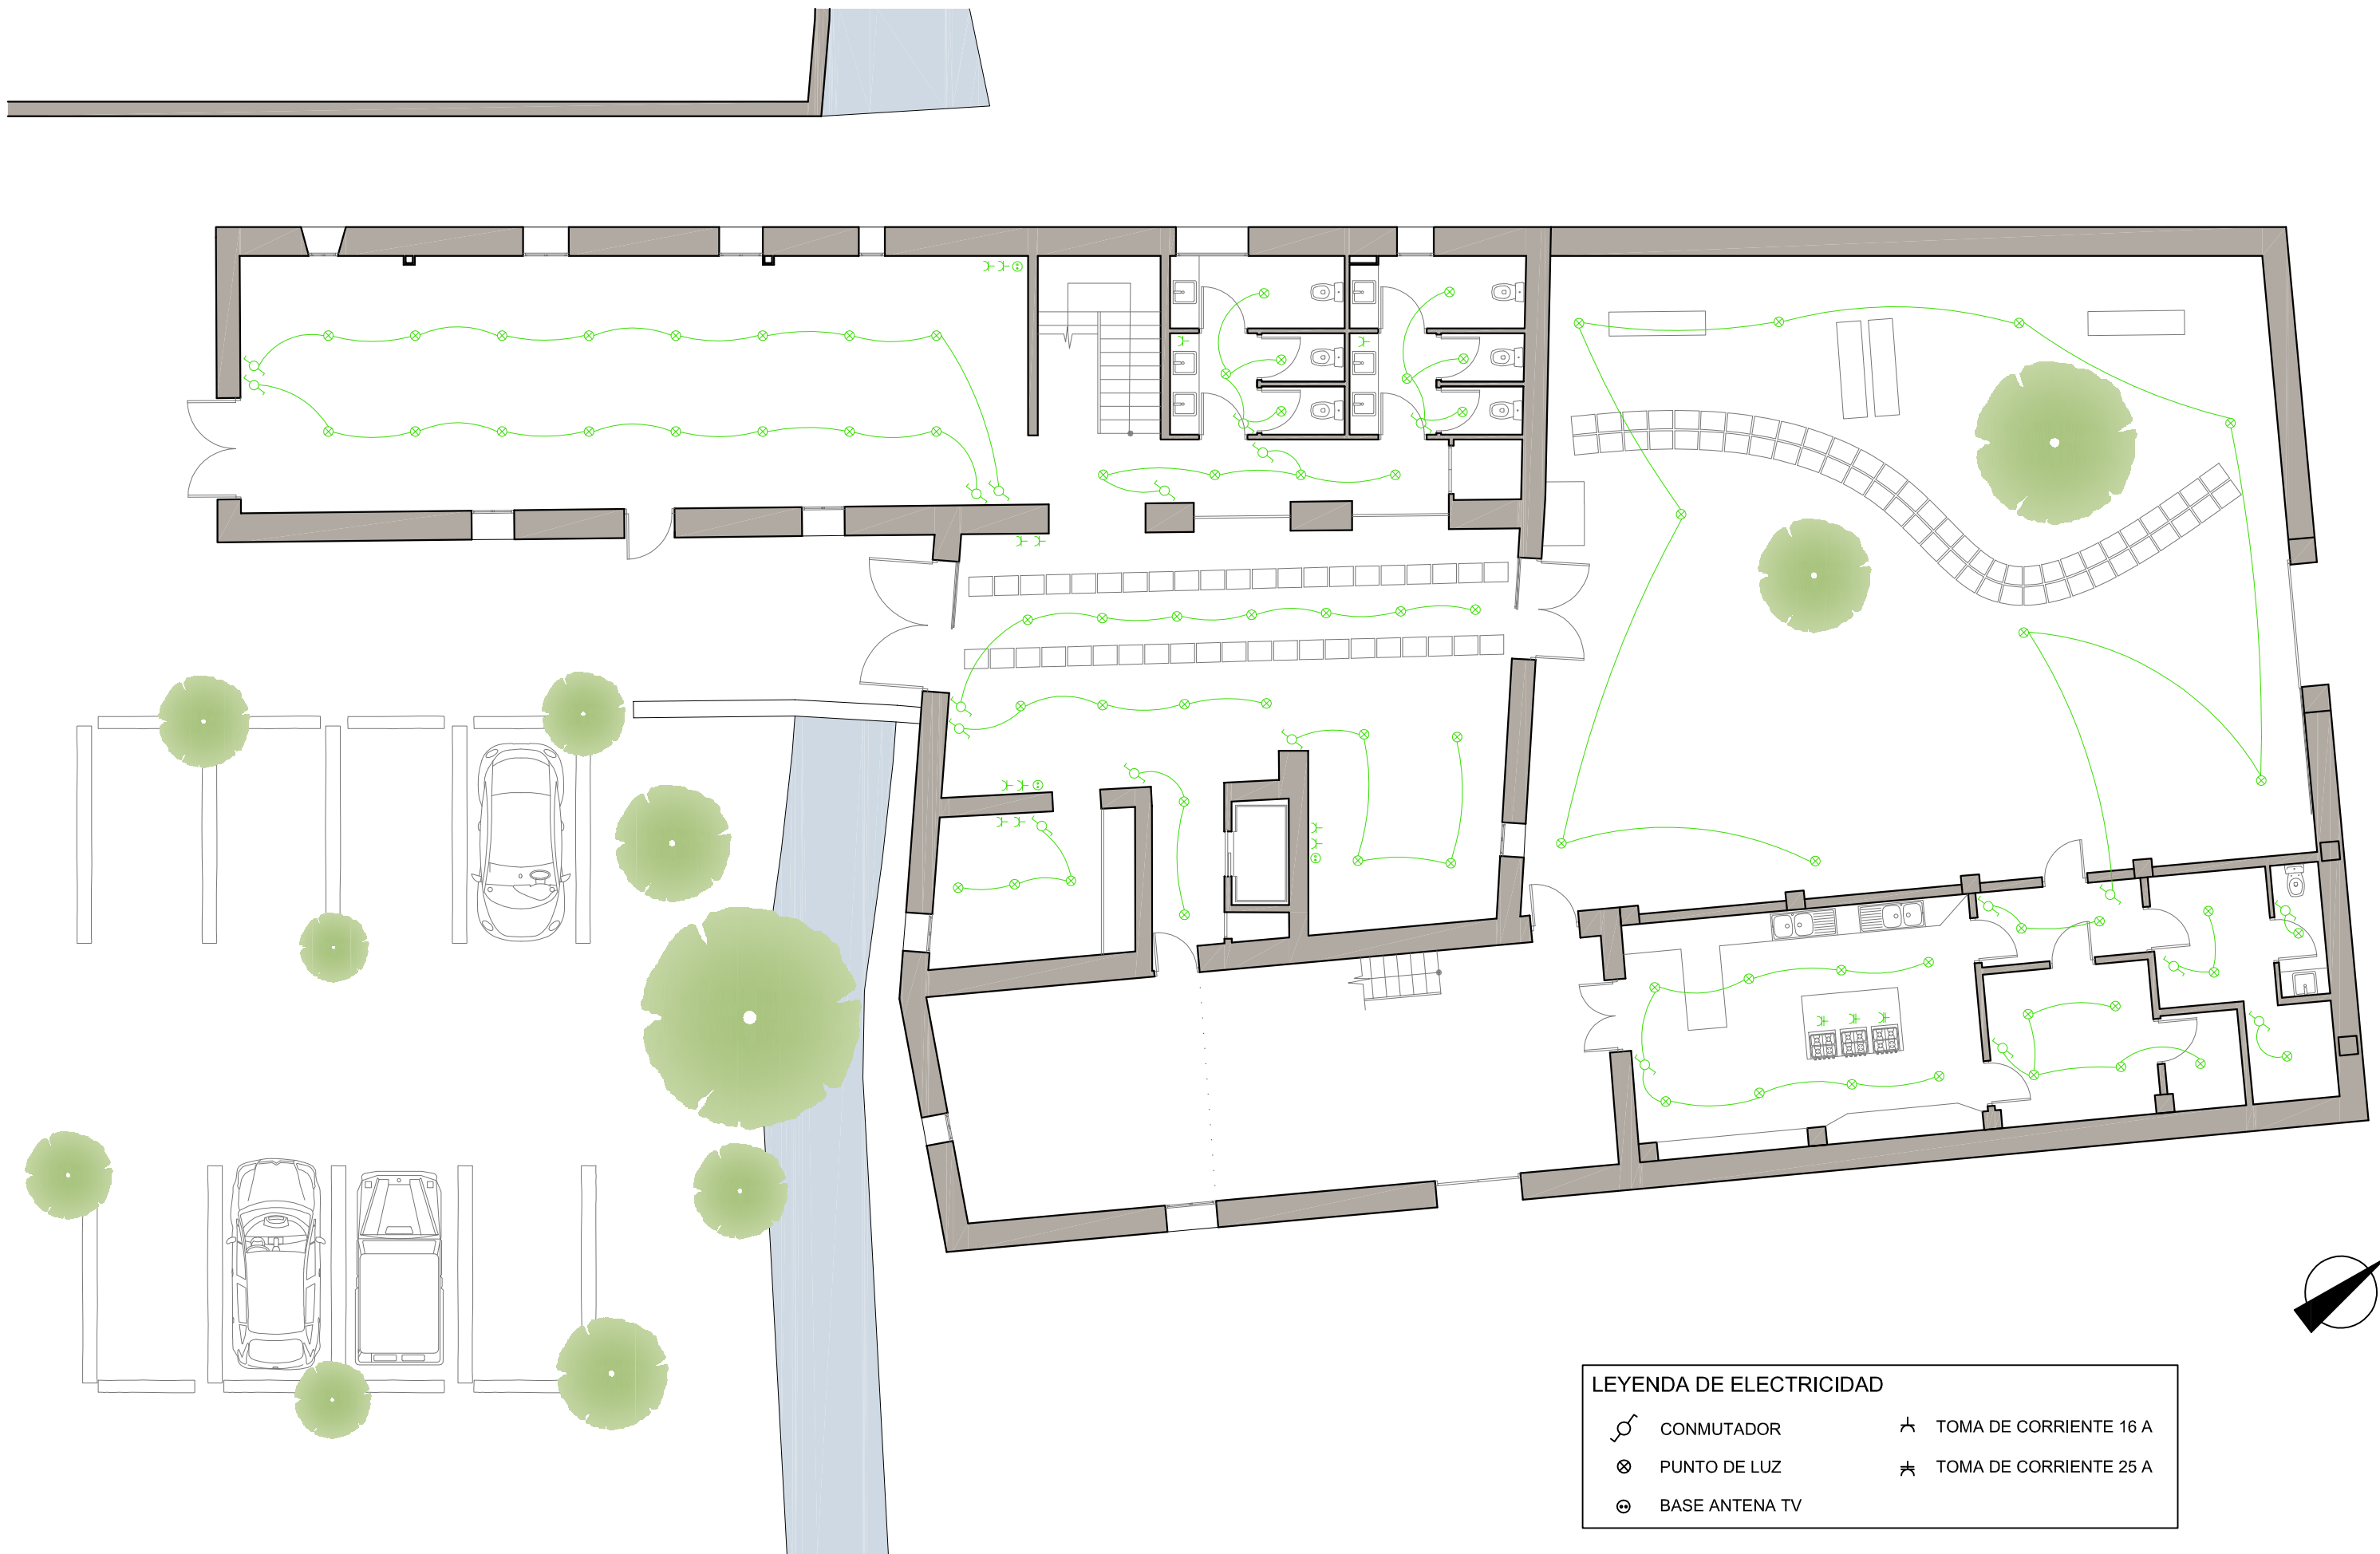 LEYENDA DE ELECTRICIDAD
CONMUTADOR
TOMA DE CORRIENTE 16 A
PUNTO DE LUZ
TOMA DE CORRIENTE 25 A
BASE ANTENA TV